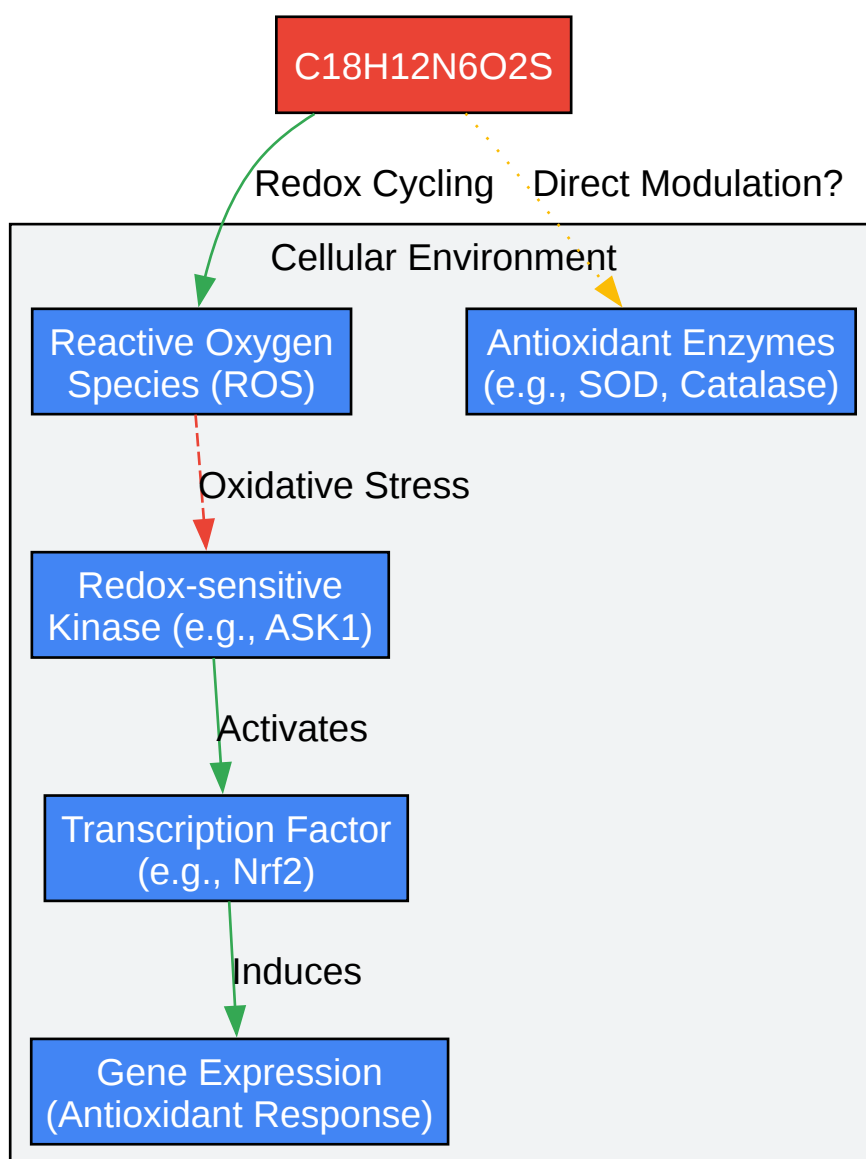 C18H12N6O2S
Redox Cycling
Direct Modulation?
Cellular Environment
Reactive Oxygen
Species (ROS)
Antioxidant Enzymes
(e.g., SOD, Catalase)
Oxidative Stress
Redox-sensitive
Kinase (e.g., ASK1)
Activates
Transcription Factor
(e.g., Nrf2)
Induces
Gene Expression
(Antioxidant Response)